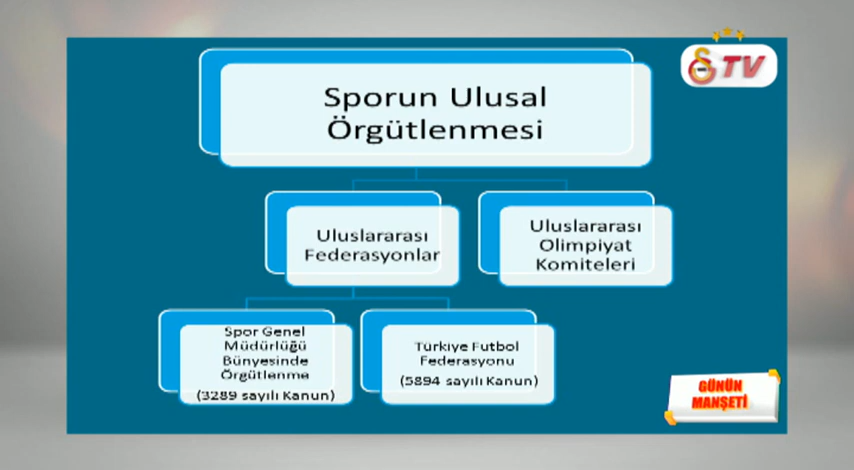 TV
Sporun Ulusal
Örgütlenmesi
Uluslararası
Federasyonlar
Uluslararası
Olimpiyat
Komiteleri
Spor Genel
Müdürlüğü
Bünyesinde
Örgütlenme
(3289 sayılı Kanun)
Türkiye Futbol
Federasyonu
(5894 sayılı Kanun)
GÜNÜN
MANŞETİ